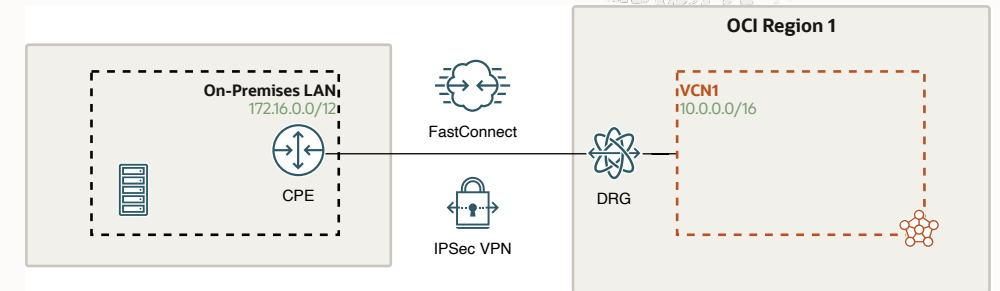 OCI Region 1
On-Premises LAN
172.16.0.0/12
CPE
FastConnect
IPSec VPN
DRG
VCN1
10.0.0.0/16